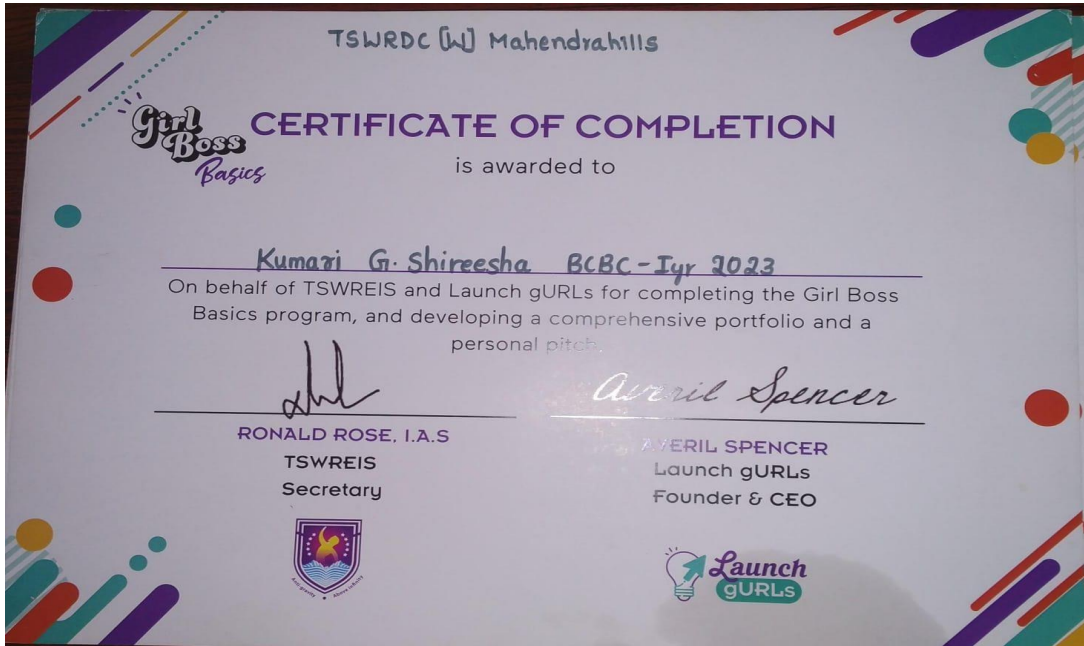 TSWRDC (W) Mahendrahills
Girl
Boss
Basics
CERTIFICATE OF COMPLETION
is awarded to
Kumari G. Shireesha BCBC-Iyr 2023
On behalf of TSWREIS and Launch gURLs for completing the Girl Boss
Basics program, and developing a comprehensive portfolio and a
personal pitch.
Averil Spencer
RONALD ROSE, I.A.S
TSWREIS
Secretary
AVERIL SPENCER
Launch gURLs
Founder & CEO
Launch
gURLs